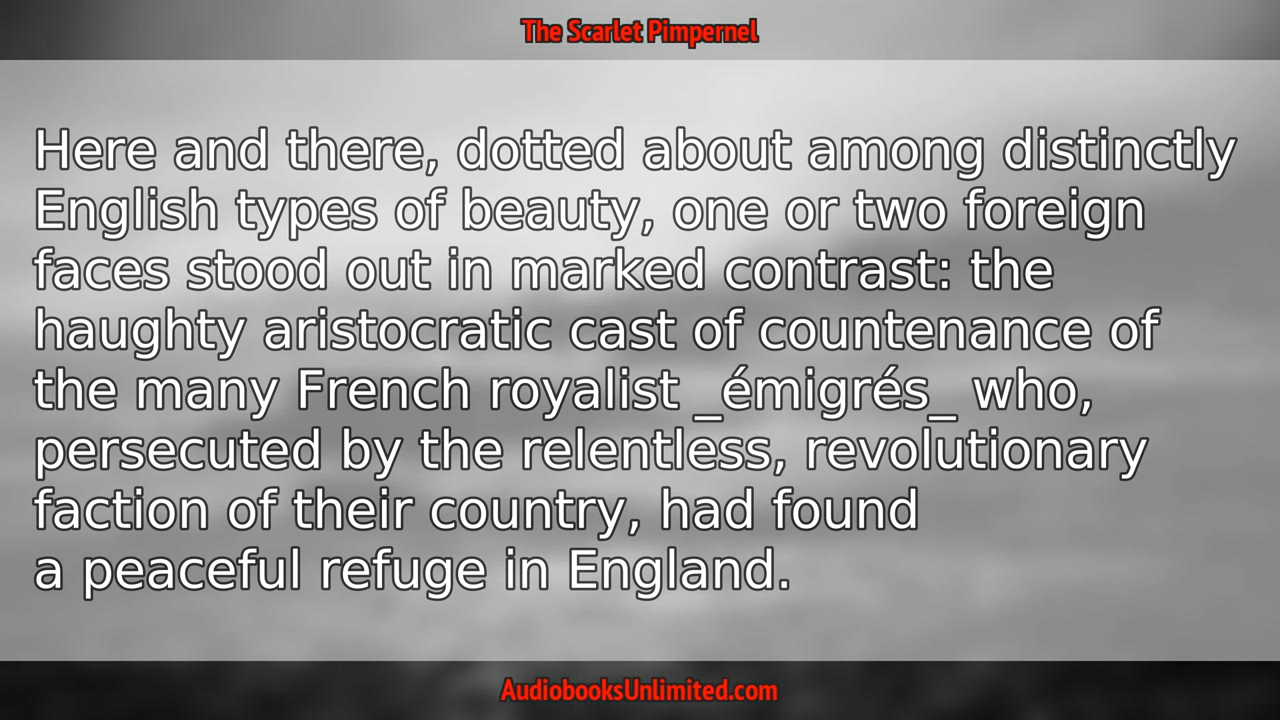 The Scarlet Pimpernel
Here and there, dotted about among distinctly
English types of beauty, one or two foreign
faces stood out in marked contrast: the
haughty aristocratic cast of countenance of
the many French royalist _émigrés_ who,
persecuted by the relentless, revolutionary
faction of their country, had found
a peaceful refuge in England.
AudiobooksUnlimited.com